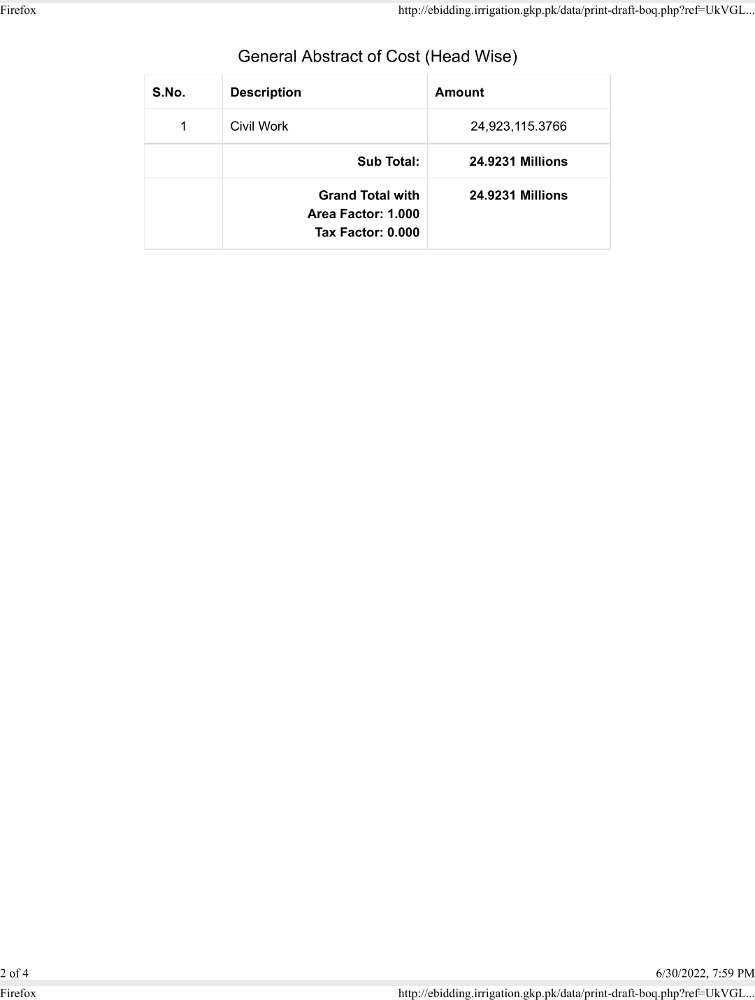 Firefox http://ebidding.irrigation.gkp.pk/data/print-draft-boq.php?ref=UkVGL...
General Abstract of Cost (Head Wise)
S.No. Description Amount
1 Civil Work 24,923,115.3766
Sub Total: 24.9231 Millions
Grand Total with 24.9231 Millions
Area Factor: 1.000
Tax Factor: 0.000
2 of 4 6/30/2022, 7:59 PM
Firefox http://ebidding.irrigation.gkp.pk/data/print-draft-boq.php?ref=UkVGL...